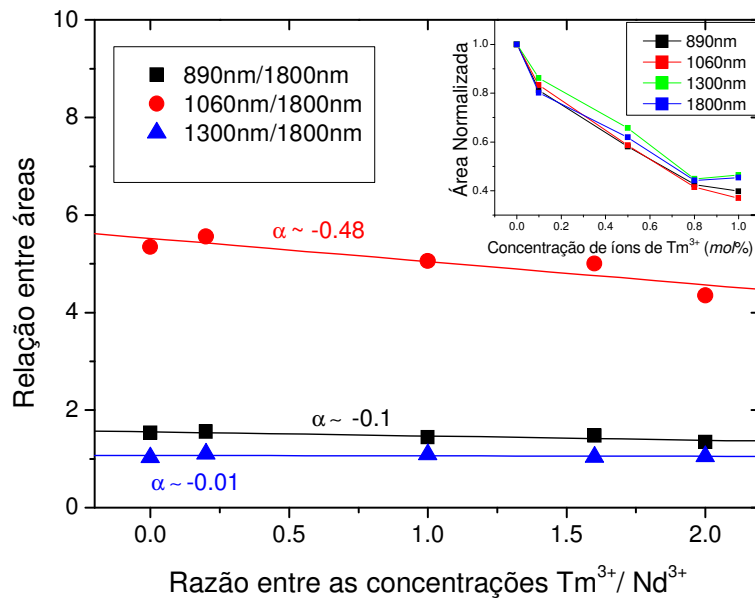 10
8
6
4
2
0
0.0
0.5
1.0
1.5
2.0
Relação entre áreas
Razão entre as concentrações Tm³⁺/ Nd³⁺
890nm/1800nm
1060nm/1800nm
1300nm/1800nm
α ~ -0.48
α ~ -0.1
α ~ -0.01
1.0
0.8
0.6
0.4
0.0
0.2
0.4
0.6
0.8
1.0
Área Normalizada
Concentração de íons de Tm³⁺ (mol%)
890nm
1060nm
1300nm
1800nm